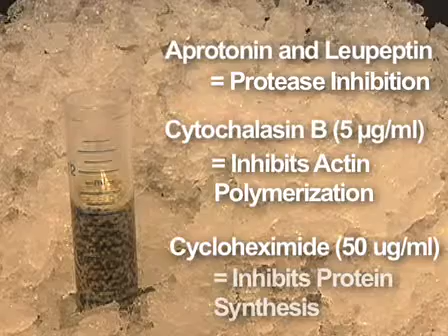 Aprotonin and Leupeptin
= Protease Inhibition
Cytochalasin B (5 µg/ml)
= Inhibits Actin
Polymerization
Cycloheximide (50 ug/ml)
= Inhibits Protein
Synthesis